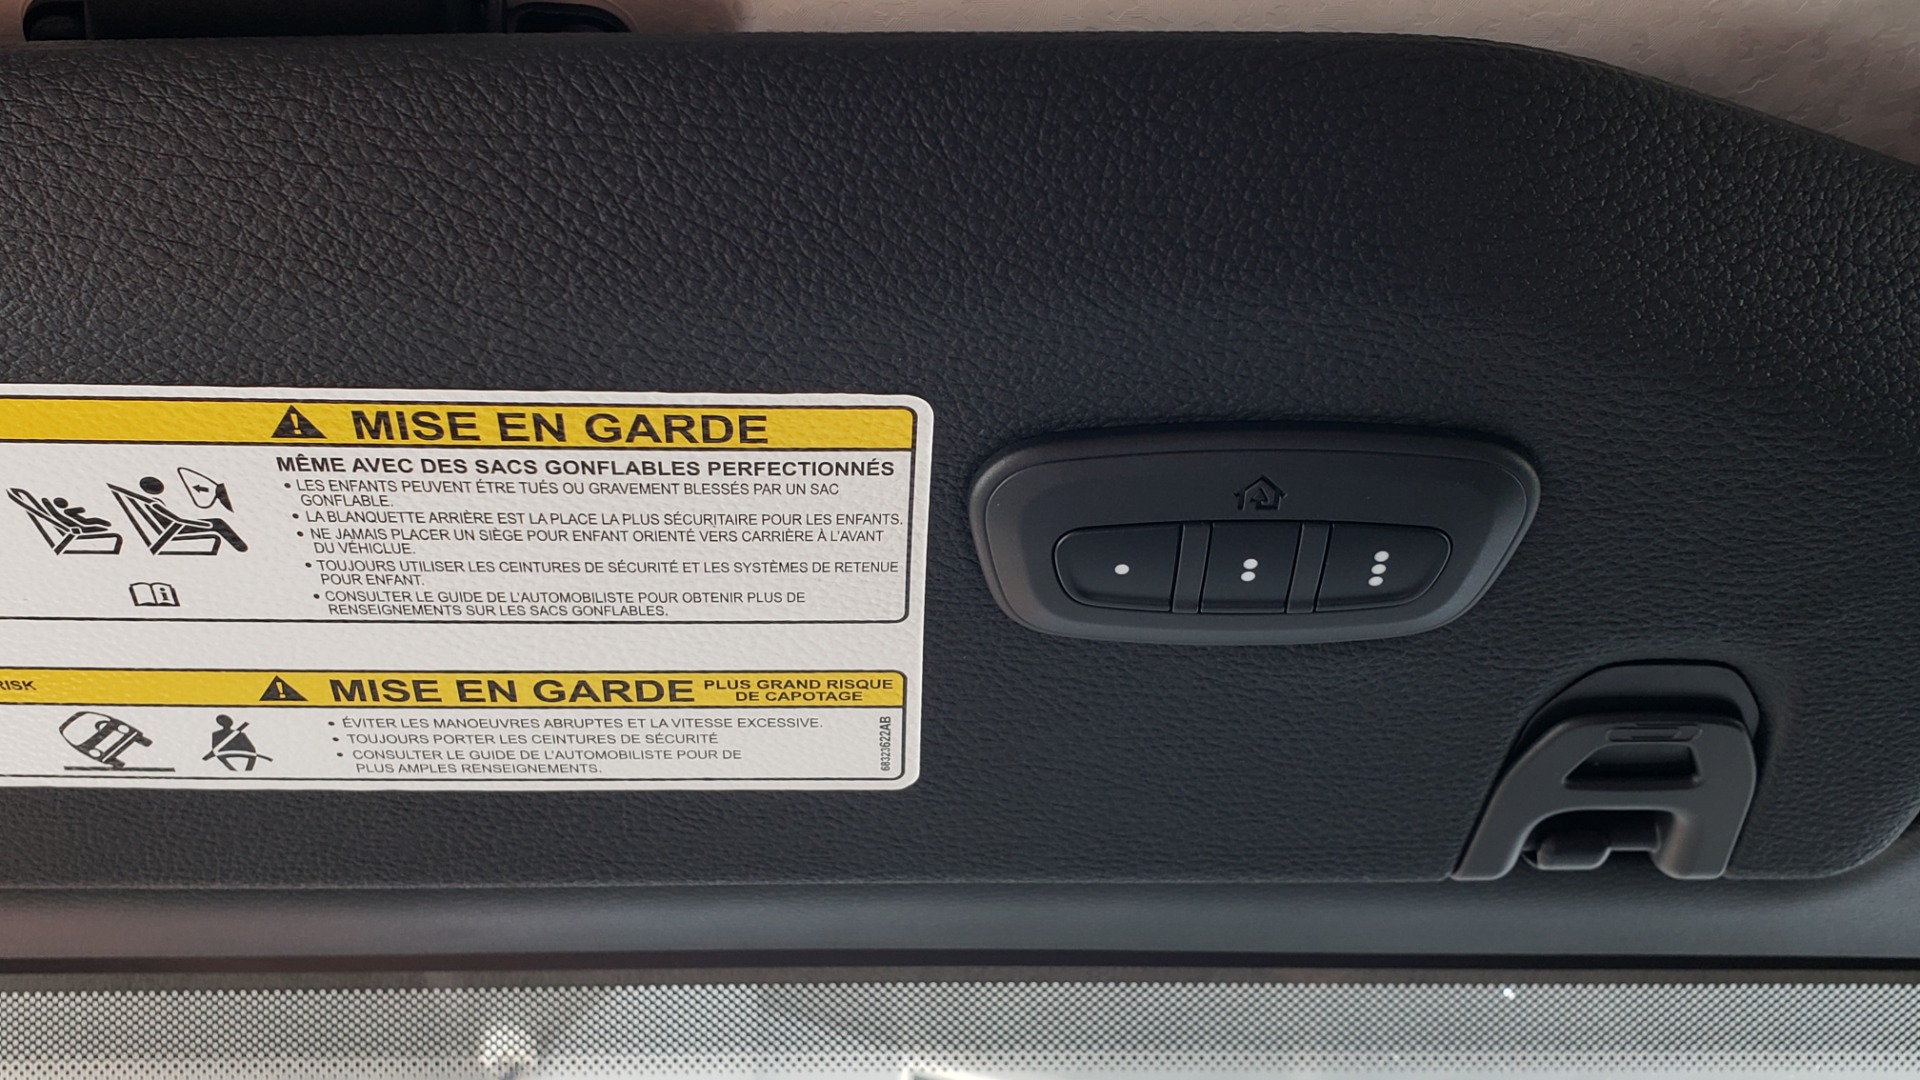 MISE EN GARDE
MÊME AVEC DES SACS GONFLABLES PERFECTIONNÉS
• LES ENFANTS PEUVENT ÉTRE TUÉS OU GRAVEMENT BLESSÉS PAR UN SAC
GONFLABLE.
• LA BLANQUETTE ARRIÈRE EST LA PLACE LA PLUS SÉCURITAIRE POUR LES ENFANTS.
• NE JAMAIS PLACER UN SIÈGE POUR ENFANT ORIENTÉ VERS CARRIÈRE À L'AVANT
DU VÉHICLUE.
• TOUJOURS UTILISER LES CEINTURES DE SÉCURITÉ ET LES SYSTÈMES DE RETENUE
POUR ENFANT.
• CONSULTER LE GUIDE DE L'AUTOMOBILISTE POUR OBTENIR PLUS DE
RENSEIGNEMENTS SUR LES SACS GONFLABLES.
RISK
MISE EN GARDE PLUS GRAND RISQUE
DE CAPOTAGE
• ÉVITER LES MANOEUVRES ABRUPTES ET LA VITESSE EXCESSIVE.
• TOUJOURS PORTER LES CEINTURES DE SÉCURITÉ
• CONSULTER LE GUIDE DE L'AUTOMOBILISTE POUR DE
PLUS AMPLES RENSEIGNEMENTS.
68323622AB